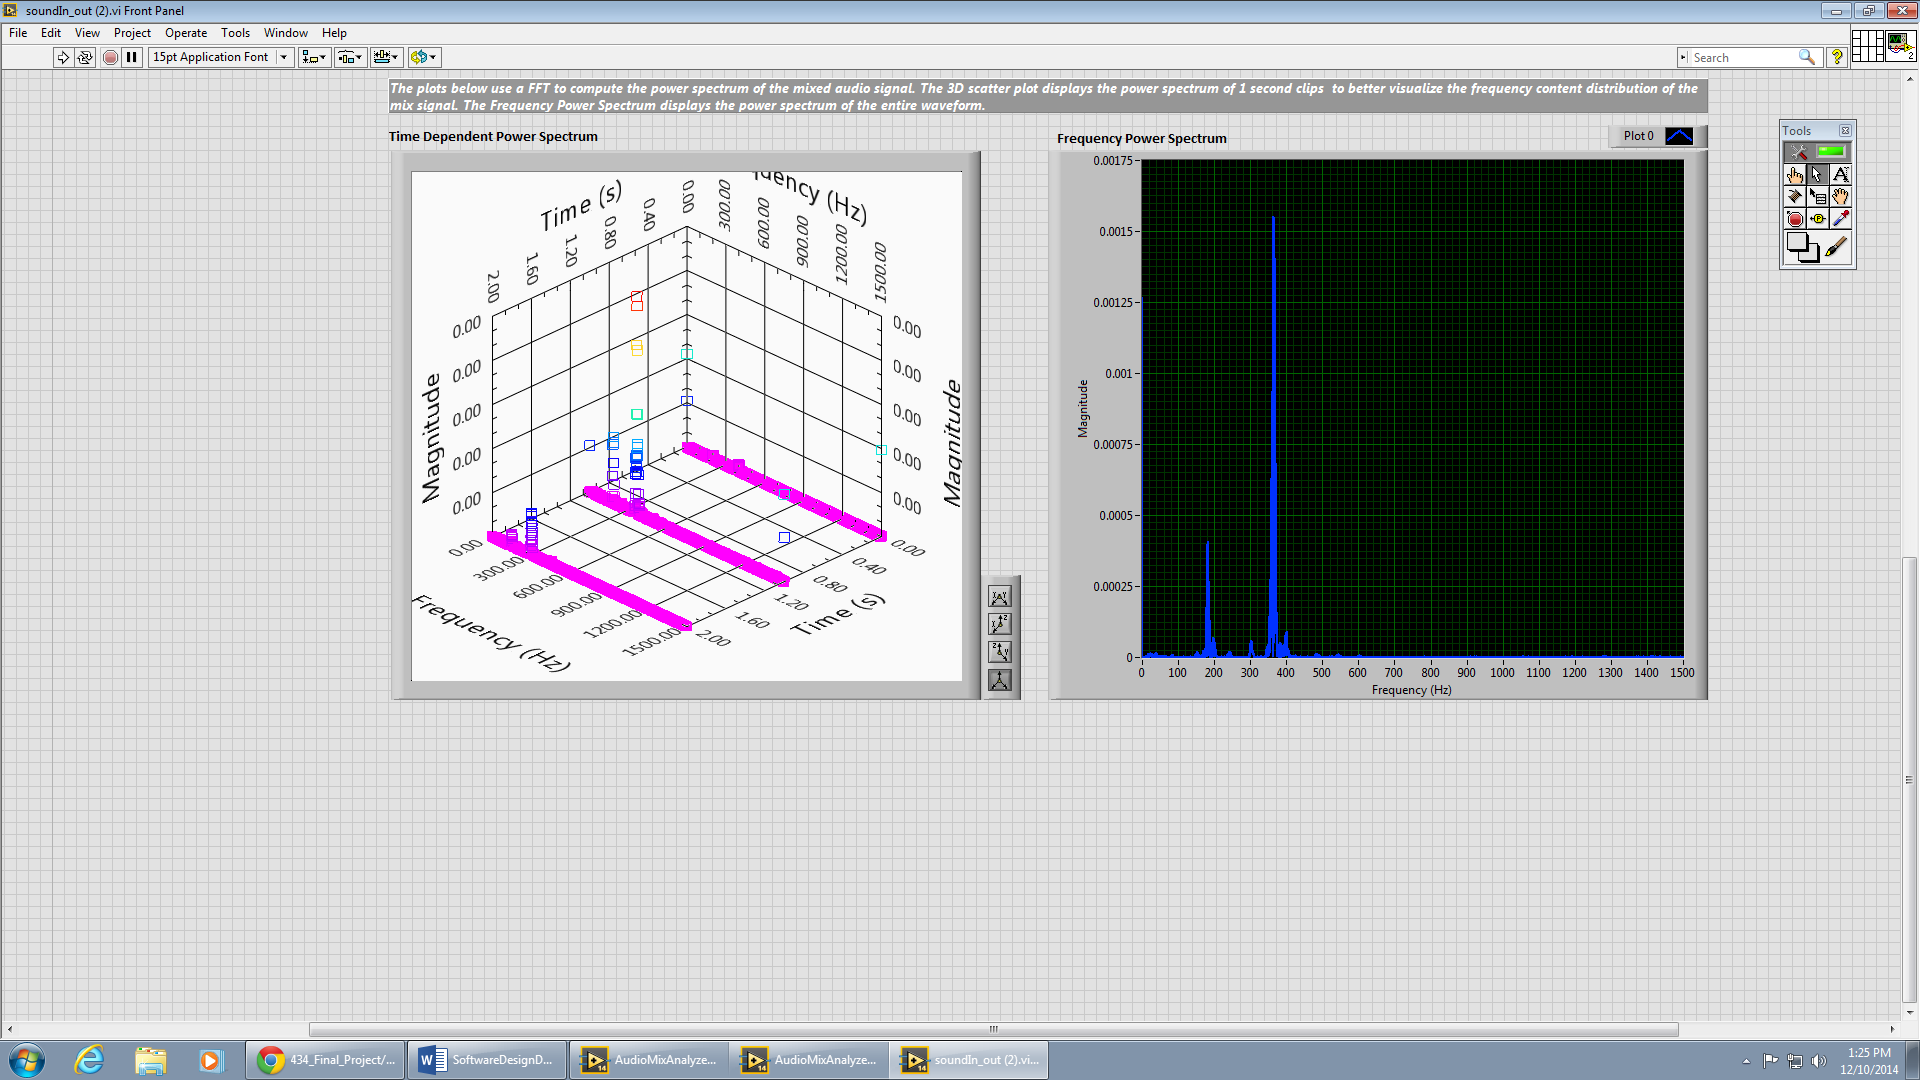 soundIn_out (2).vi Front Panel
File Edit View Project Operate Tools Window Help
15pt Application Font
Search
2
The plots below use a FFT to compute the power spectrum of the mixed audio signal. The 3D scatter plot displays the power spectrum of 1 second clips to better visualize the frequency content distribution of the
mix signal. The Frequency Power Spectrum displays the power spectrum of the entire waveform.
Time Dependent Power Spectrum
Time (s)
quency (Hz)
2.00 1.60 1.20 0.80 0.40 0.00 300.00 600.00 900.00 1200.00 1500.00
Magnitude
0.00
0.00
0.00
0.00
0.00
Magnitude
0.00
0.00
0.00
0.00
0.00
0.00 300.00 600.00 900.00 1200.00 1500.00
Frequency (Hz)
2.00 1.60 1.20 0.80 0.40 0.00
Time (s)
Frequency Power Spectrum
Plot 0
Magnitude
0.00175
0.0015
0.00125
0.001
0.00075
0.0005
0.00025
0
0 100 200 300 400 500 600 700 800 900 1000 1100 1200 1300 1400 1500
Frequency (Hz)
Tools
434_Final_Project/...
SoftwareDesignD...
AudioMixAnalyze...
AudioMixAnalyze...
soundIn_out (2).vi...
1:25 PM
12/10/2014